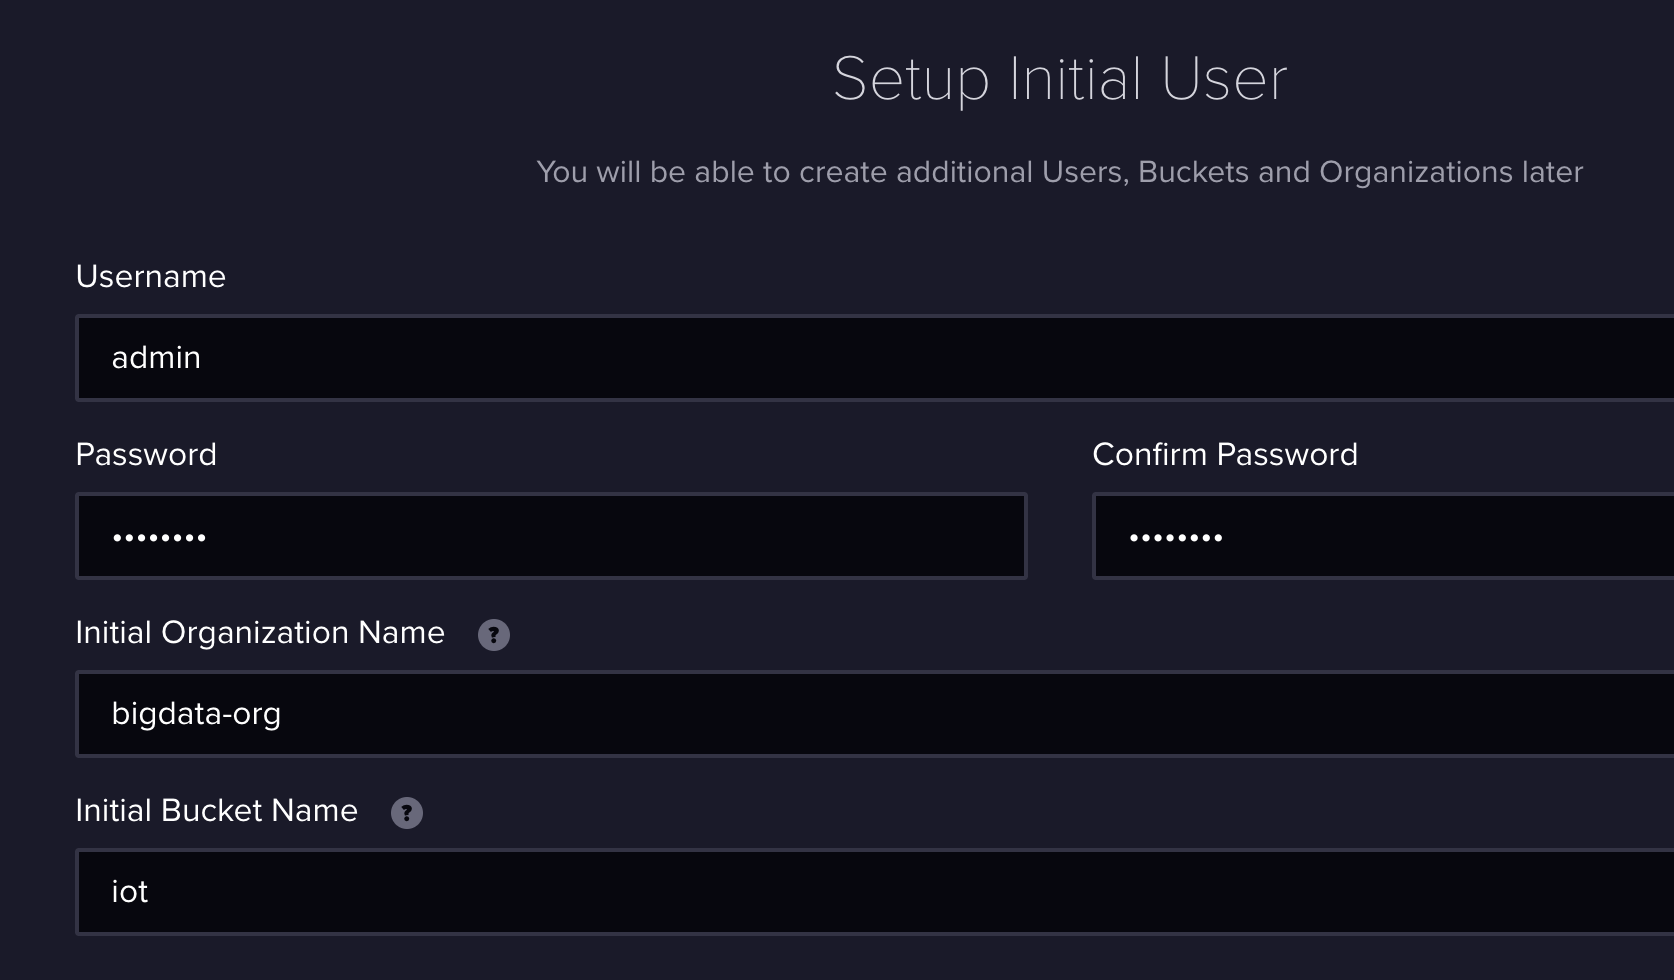 Setup Initial User
You will be able to create additional Users, Buckets and Organizations later
Username
admin
Password
Confirm Password
••••••••
••••••••
Initial Organization Name ?
bigdata-org
Initial Bucket Name ?
iot